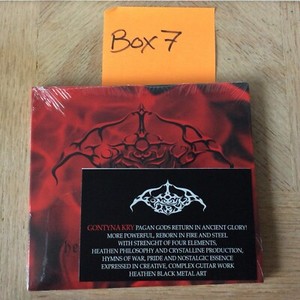 Box 7
GONTYNA KRY PAGAN GODS RETURN IN ANCIENT GLORY!
MORE POWERFUL, REBORN IN FIRE AND STEEL
WITH STRENGHT OF FOUR ELEMENTS,
HEATHEN PHILOSOPHY AND CRYSTALLINE PRODUCTION,
HYMNS OF WAR, PRIDE AND NOSTALGIC ESSENCE
EXPRESSED IN CREATIVE, COMPLEX GUITAR WORK
HEATHEN BLACK METAL ART